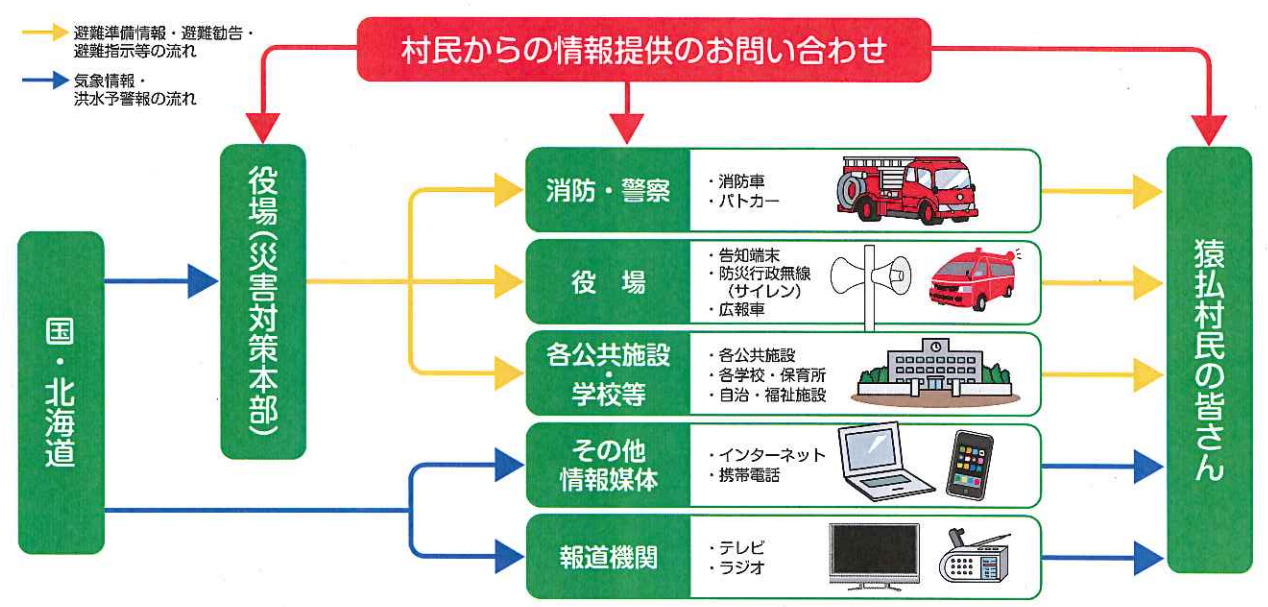 避難準備情報・避難勧告・
避難指示等の流れ
気象情報・
洪水予警報の流れ
村民からの情報提供のお問い合わせ
国・北海道
役場(災害対策本部)
消防・警察
・消防車
・パトカー
役　場
・告知端末
・防災行政無線
（サイレン）
・広報車
各公共施設
・
学校等
・各公共施設
・各学校・保育所
・自治・福祉施設
その他
情報媒体
・インターネット
・携帯電話
報道機関
・テレビ
・ラジオ
猿払村民の皆さん